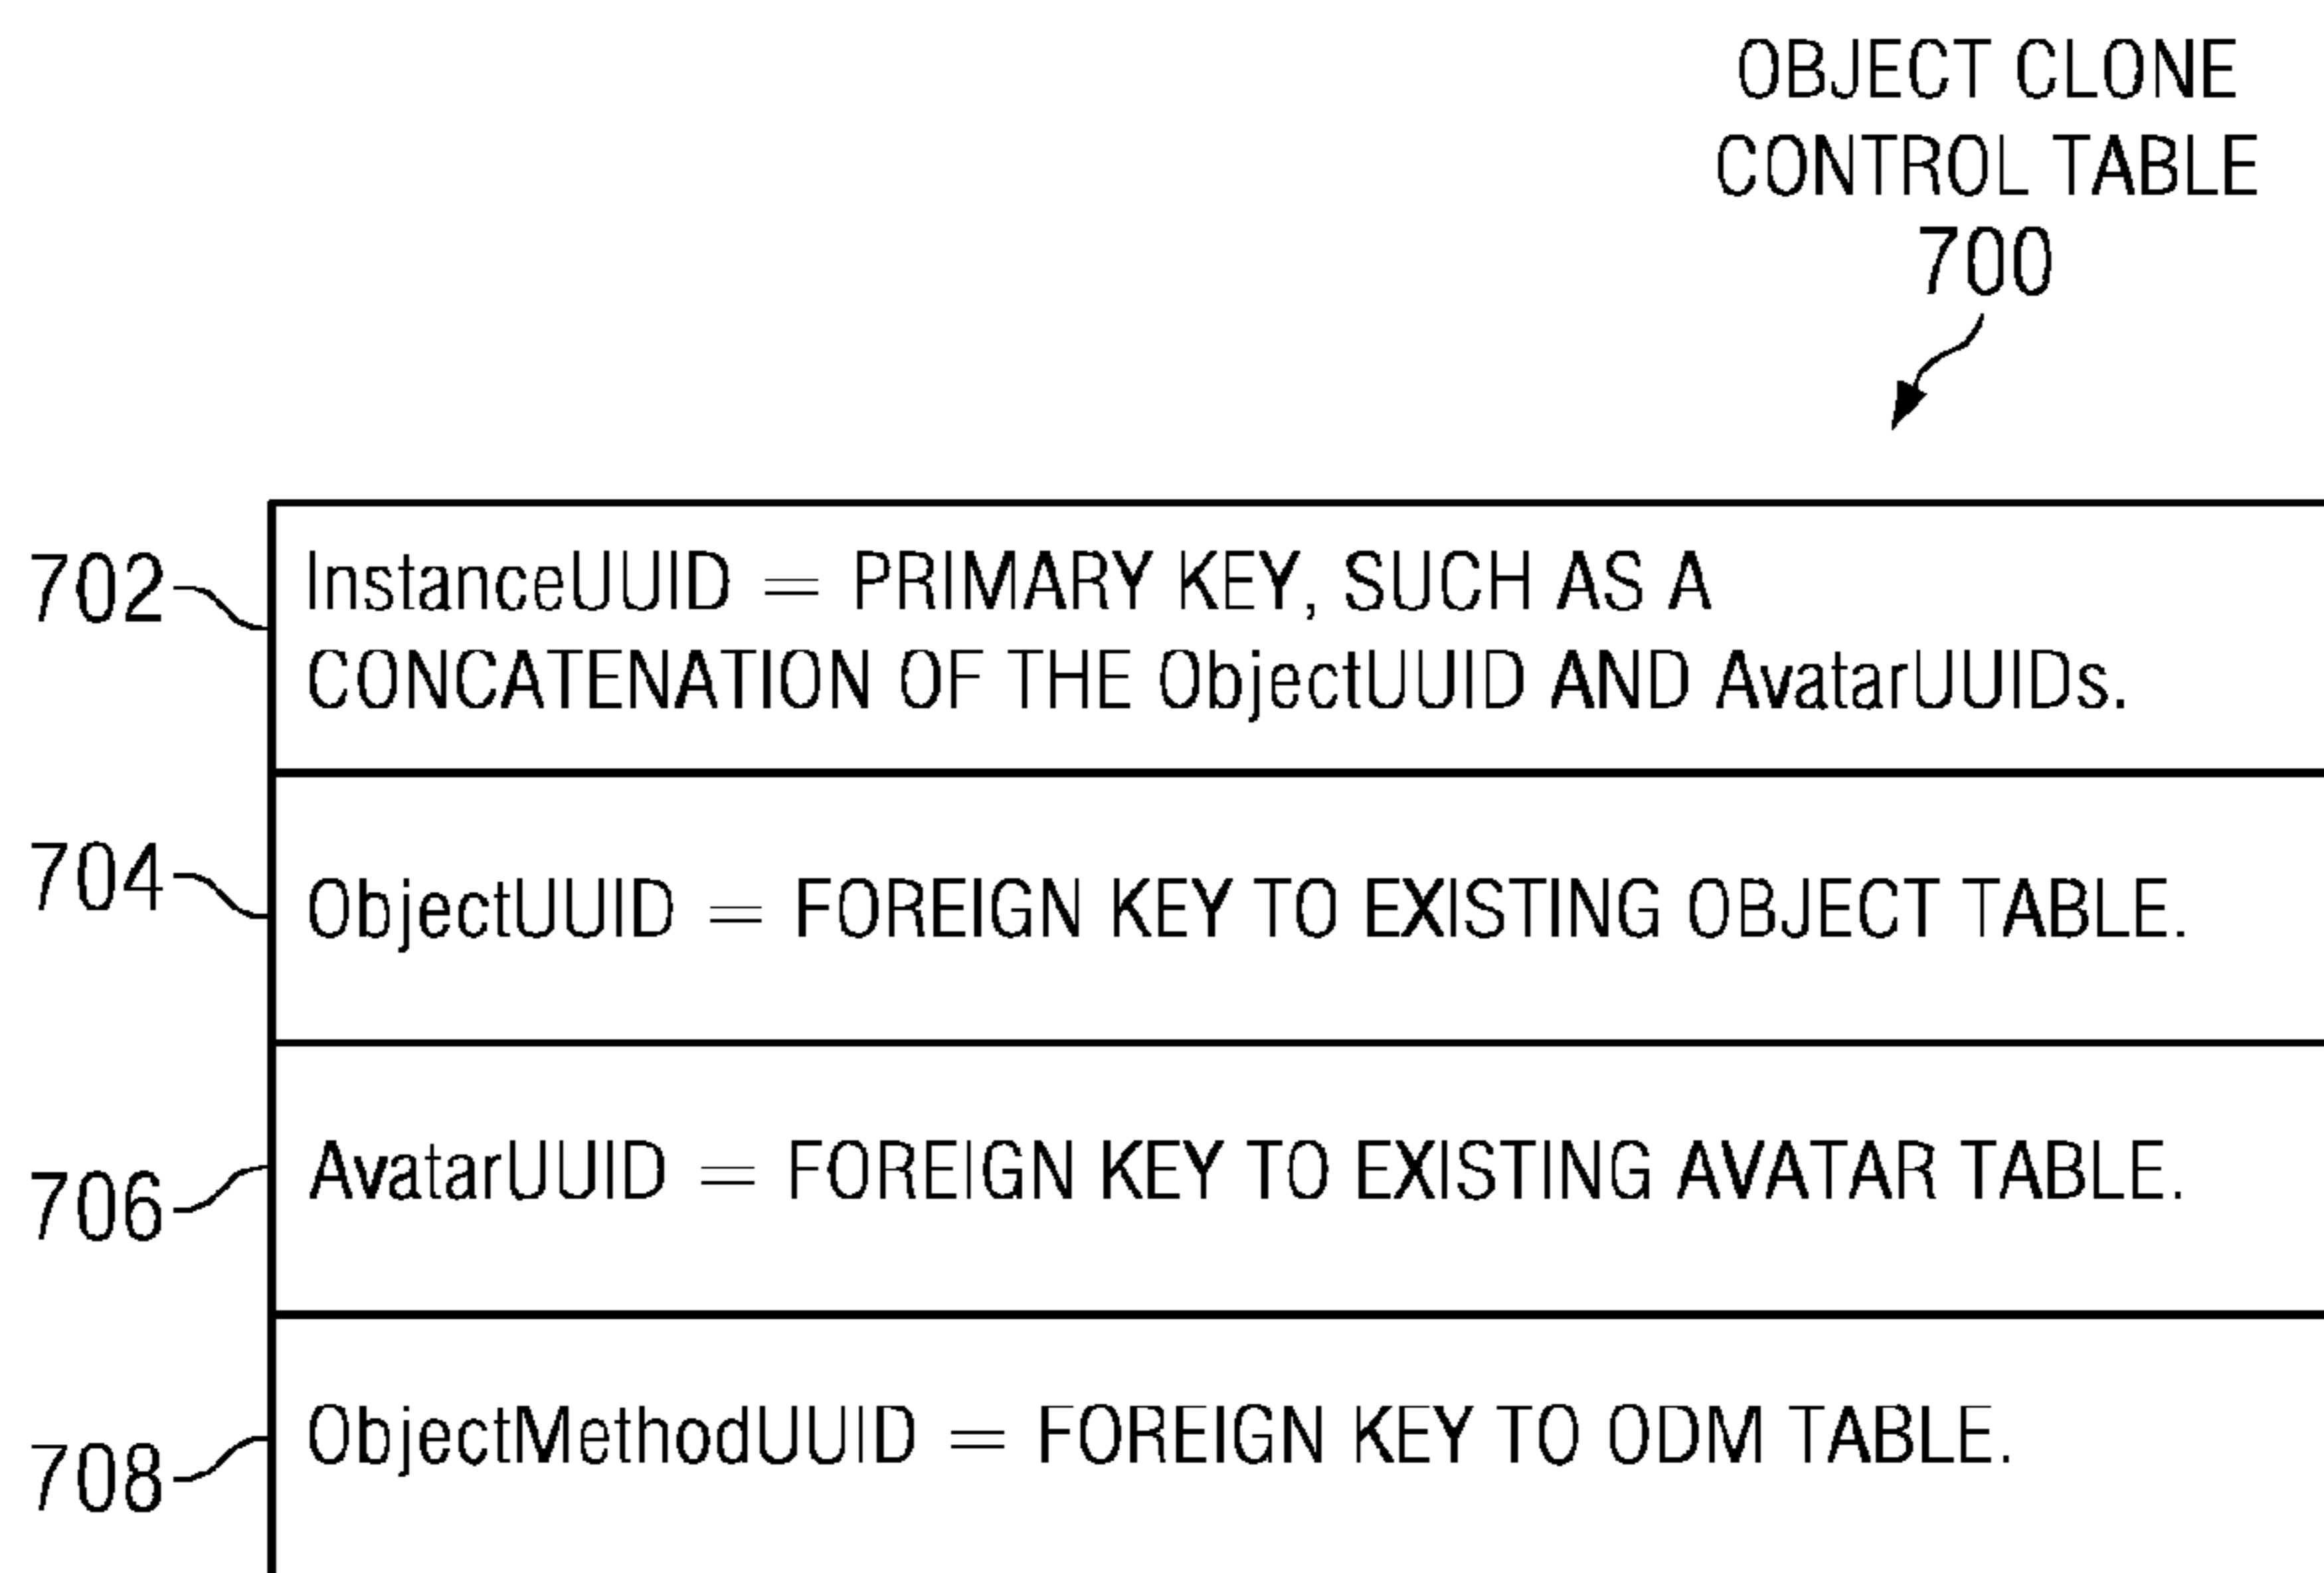 OBJECT CLONE
CONTROL TABLE
700
702
InstanceUUID = PRIMARY KEY, SUCH AS A
CONCATENATION OF THE ObjectUUID AND AvatarUUIDs.
704
ObjectUUID = FOREIGN KEY TO EXISTING OBJECT TABLE.
706
AvatarUUID = FOREIGN KEY TO EXISTING AVATAR TABLE.
708
ObjectMethodUUID = FOREIGN KEY TO ODM TABLE.